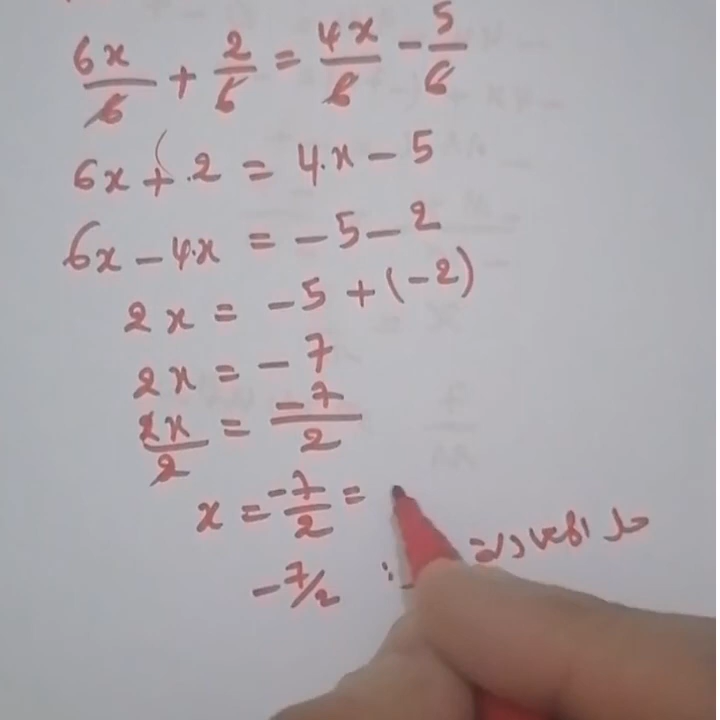 6x/6 + 2/6 = 4x/6 - 5/6
6x + 2 = 4x - 5
6x - 4x = -5 - 2
2x = -5 + (-2)
2x = -7
2x/2 = -7/2
x = -7/2 =
-7/2